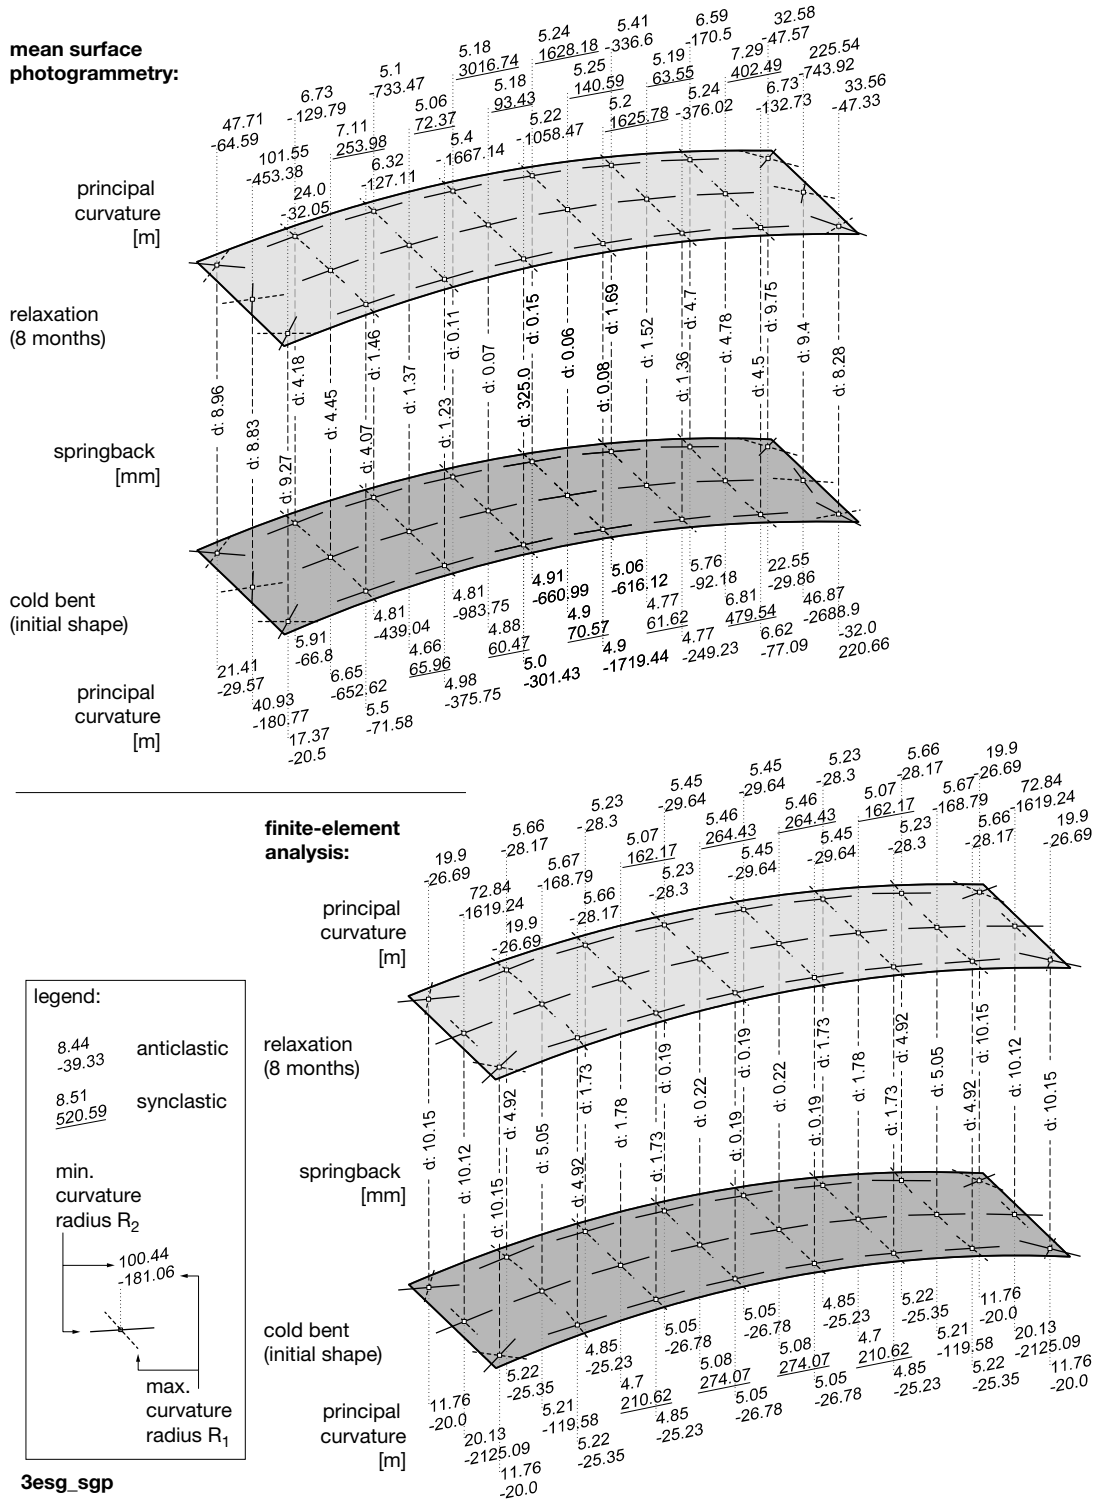 mean surface
photogrammetry:
47.71
-64.59
6.73
-129.79
5.1
-733.47
5.18
3016.74
5.24
1628.18
5.41
-336.6
6.59
-170.5
32.58
-47.57
101.55
-453.38
7.11
253.98
5.06
72.37
5.18
93.43
5.25
140.59
5.19
63.55
7.29
402.49
225.54
-743.92
24.0
-32.05
6.32
-127.11
5.4
-1667.14
5.22
-1058.47
5.2
1625.78
5.24
-376.02
6.73
-132.73
33.56
-47.33
principal
curvature
[m]
relaxation
(8 months)
d: 8.96
d: 8.83
d: 9.27
d: 4.18
d: 4.45
d: 4.07
d: 1.46
d: 1.37
d: 1.23
d: 0.11
d: 0.07
d: 325.0
d: 0.15
d: 0.06
d: 0.08
d: 1.69
d: 1.52
d: 1.36
d: 4.7
d: 4.78
d: 4.5
d: 9.75
d: 9.4
d: 8.28
springback
[mm]
cold bent
(initial shape)
21.41
-29.57
40.93
-180.77
17.37
-20.5
5.91
-66.8
6.65
-652.62
5.5
-71.58
4.81
-439.04
4.66
65.96
4.98
-375.75
4.81
-983.75
4.88
60.47
5.0
-301.43
4.91
-660.99
4.9
70.57
4.9
-1719.44
5.06
-616.12
4.77
61.62
4.77
-249.23
5.76
-92.18
6.81
479.54
6.62
-77.09
22.55
-29.86
46.87
-2688.9
-32.0
220.66
principal
curvature
[m]
finite-element
analysis:
19.9
-26.69
5.66
-28.17
5.23
-28.3
5.45
-29.64
5.45
-29.64
5.23
-28.3
5.66
-28.17
19.9
-26.69
72.84
-1619.24
5.67
-168.79
5.07
162.17
5.46
264.43
5.46
264.43
5.07
162.17
5.67
-168.79
72.84
-1619.24
19.9
-26.69
5.66
-28.17
5.23
-28.3
5.45
-29.64
5.45
-29.64
5.23
-28.3
5.66
-28.17
19.9
-26.69
principal
curvature
[m]
relaxation
(8 months)
d: 10.15
d: 10.12
d: 10.15
d: 4.92
d: 5.05
d: 4.92
d: 1.73
d: 1.78
d: 1.73
d: 0.19
d: 0.22
d: 0.19
d: 0.19
d: 0.22
d: 0.19
d: 1.73
d: 1.78
d: 1.73
d: 4.92
d: 5.05
d: 4.92
d: 10.15
d: 10.12
d: 10.15
springback
[mm]
cold bent
(initial shape)
11.76
-20.0
20.13
-2125.09
11.76
-20.0
5.22
-25.35
5.21
-119.58
5.22
-25.35
4.85
-25.23
4.7
210.62
4.85
-25.23
5.05
-26.78
5.08
274.07
5.05
-26.78
5.05
-26.78
5.08
274.07
5.05
-26.78
4.85
-25.23
4.7
210.62
4.85
-25.23
5.22
-25.35
5.21
-119.58
5.22
-25.35
11.76
-20.0
20.13
-2125.09
11.76
-20.0
principal
curvature
[m]
legend:
8.44
-39.33
anticlastic
8.51
520.59
synclastic
min.
curvature
radius R2
100.44
-181.06
max.
curvature
radius R1
3esg_sgp